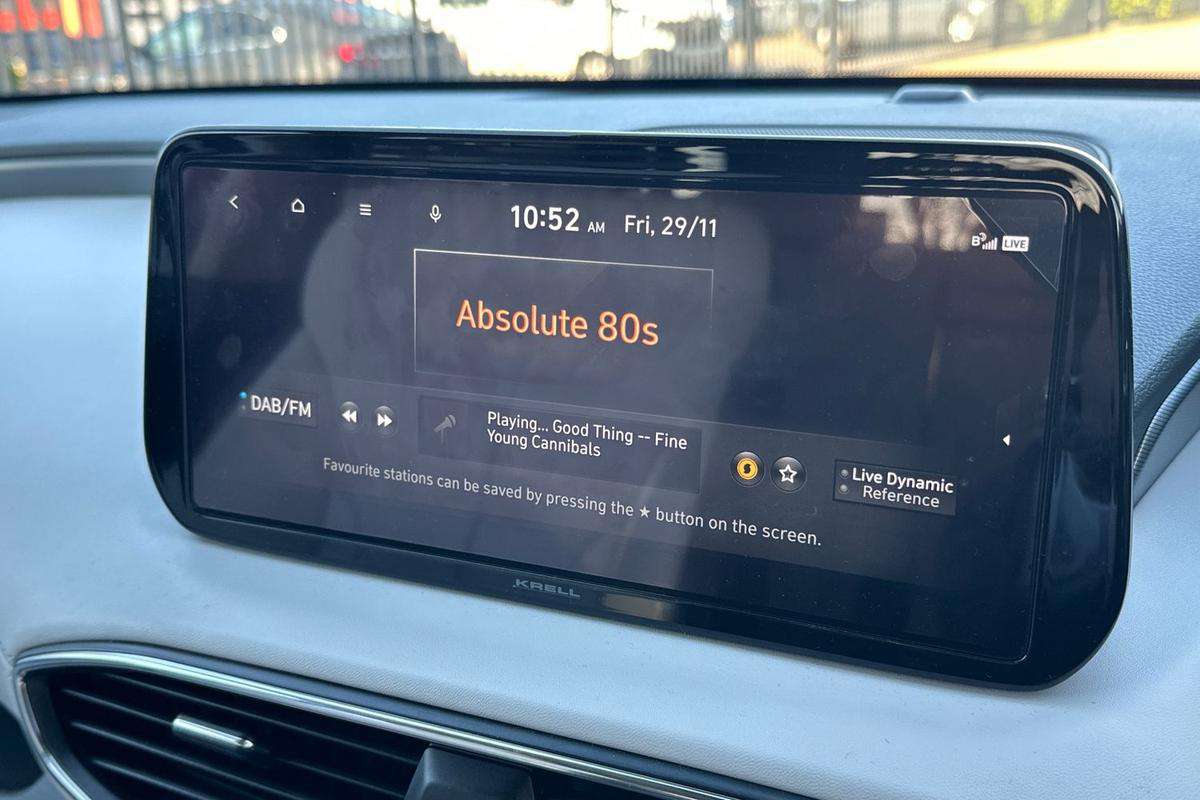 10:52 AM Fri, 29/11
LIVE
Absolute 80s
DAB/FM
Playing... Good Thing -- Fine
Young Cannibals
Live Dynamic
Reference
Favourite stations can be saved by pressing the ★ button on the screen.
KRELL